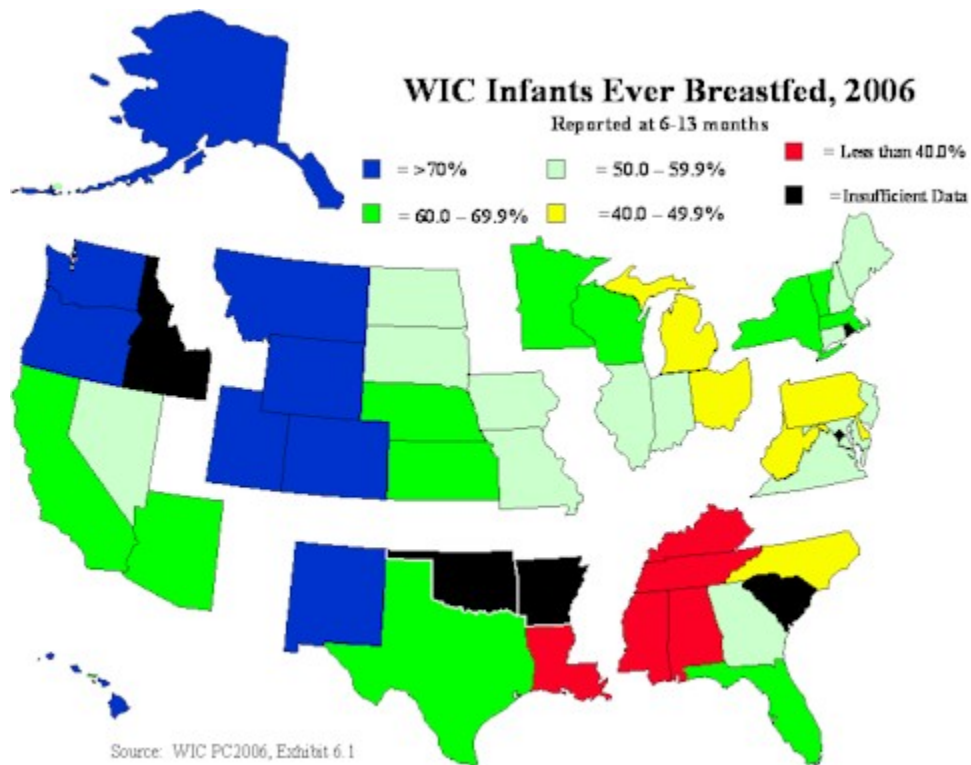 WIC Infants Ever Breastfed, 2006
Reported at 6-13 months
= >70%
= 50.0 – 59.9%
= Less than 40.0%
= 60.0 – 69.9%
=40.0 – 49.9%
=Insufficient Data
Source: WIC PC2006, Exhibit 6.1